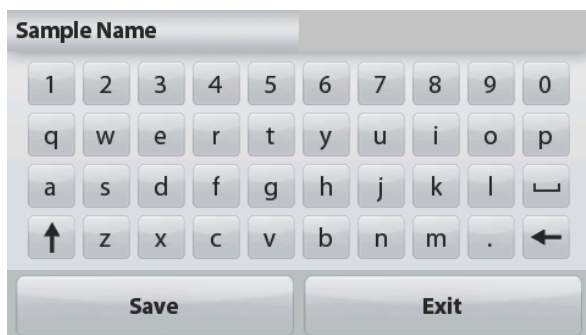 Sample Name
1 2 3 4 5 6 7 8 9 0
q w e r t y u i o p
a s d f g h j k l
z x c v b n m .
Save Exit